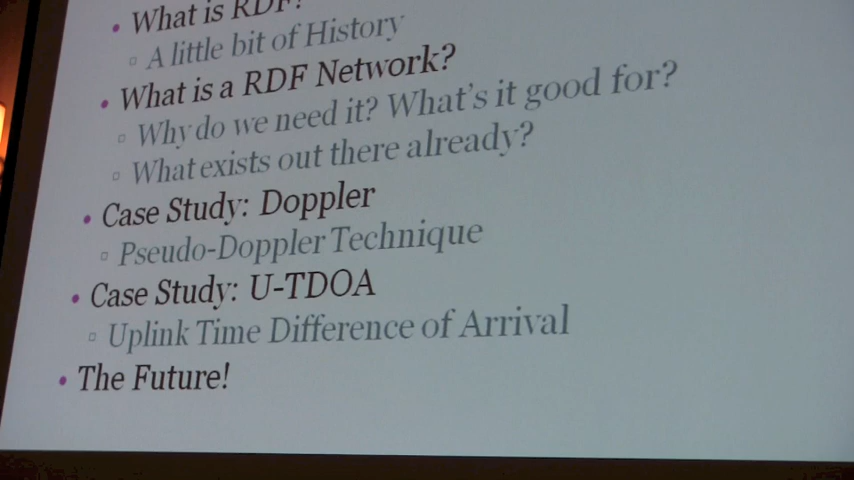 • What is RDF?
▫ A little bit of History
• What is a RDF Network?
▫ Why do we need it? What's it good for?
▫ What exists out there already?
• Case Study: Doppler
▫ Pseudo-Doppler Technique
• Case Study: U-TDOA
▫ Uplink Time Difference of Arrival
• The Future!